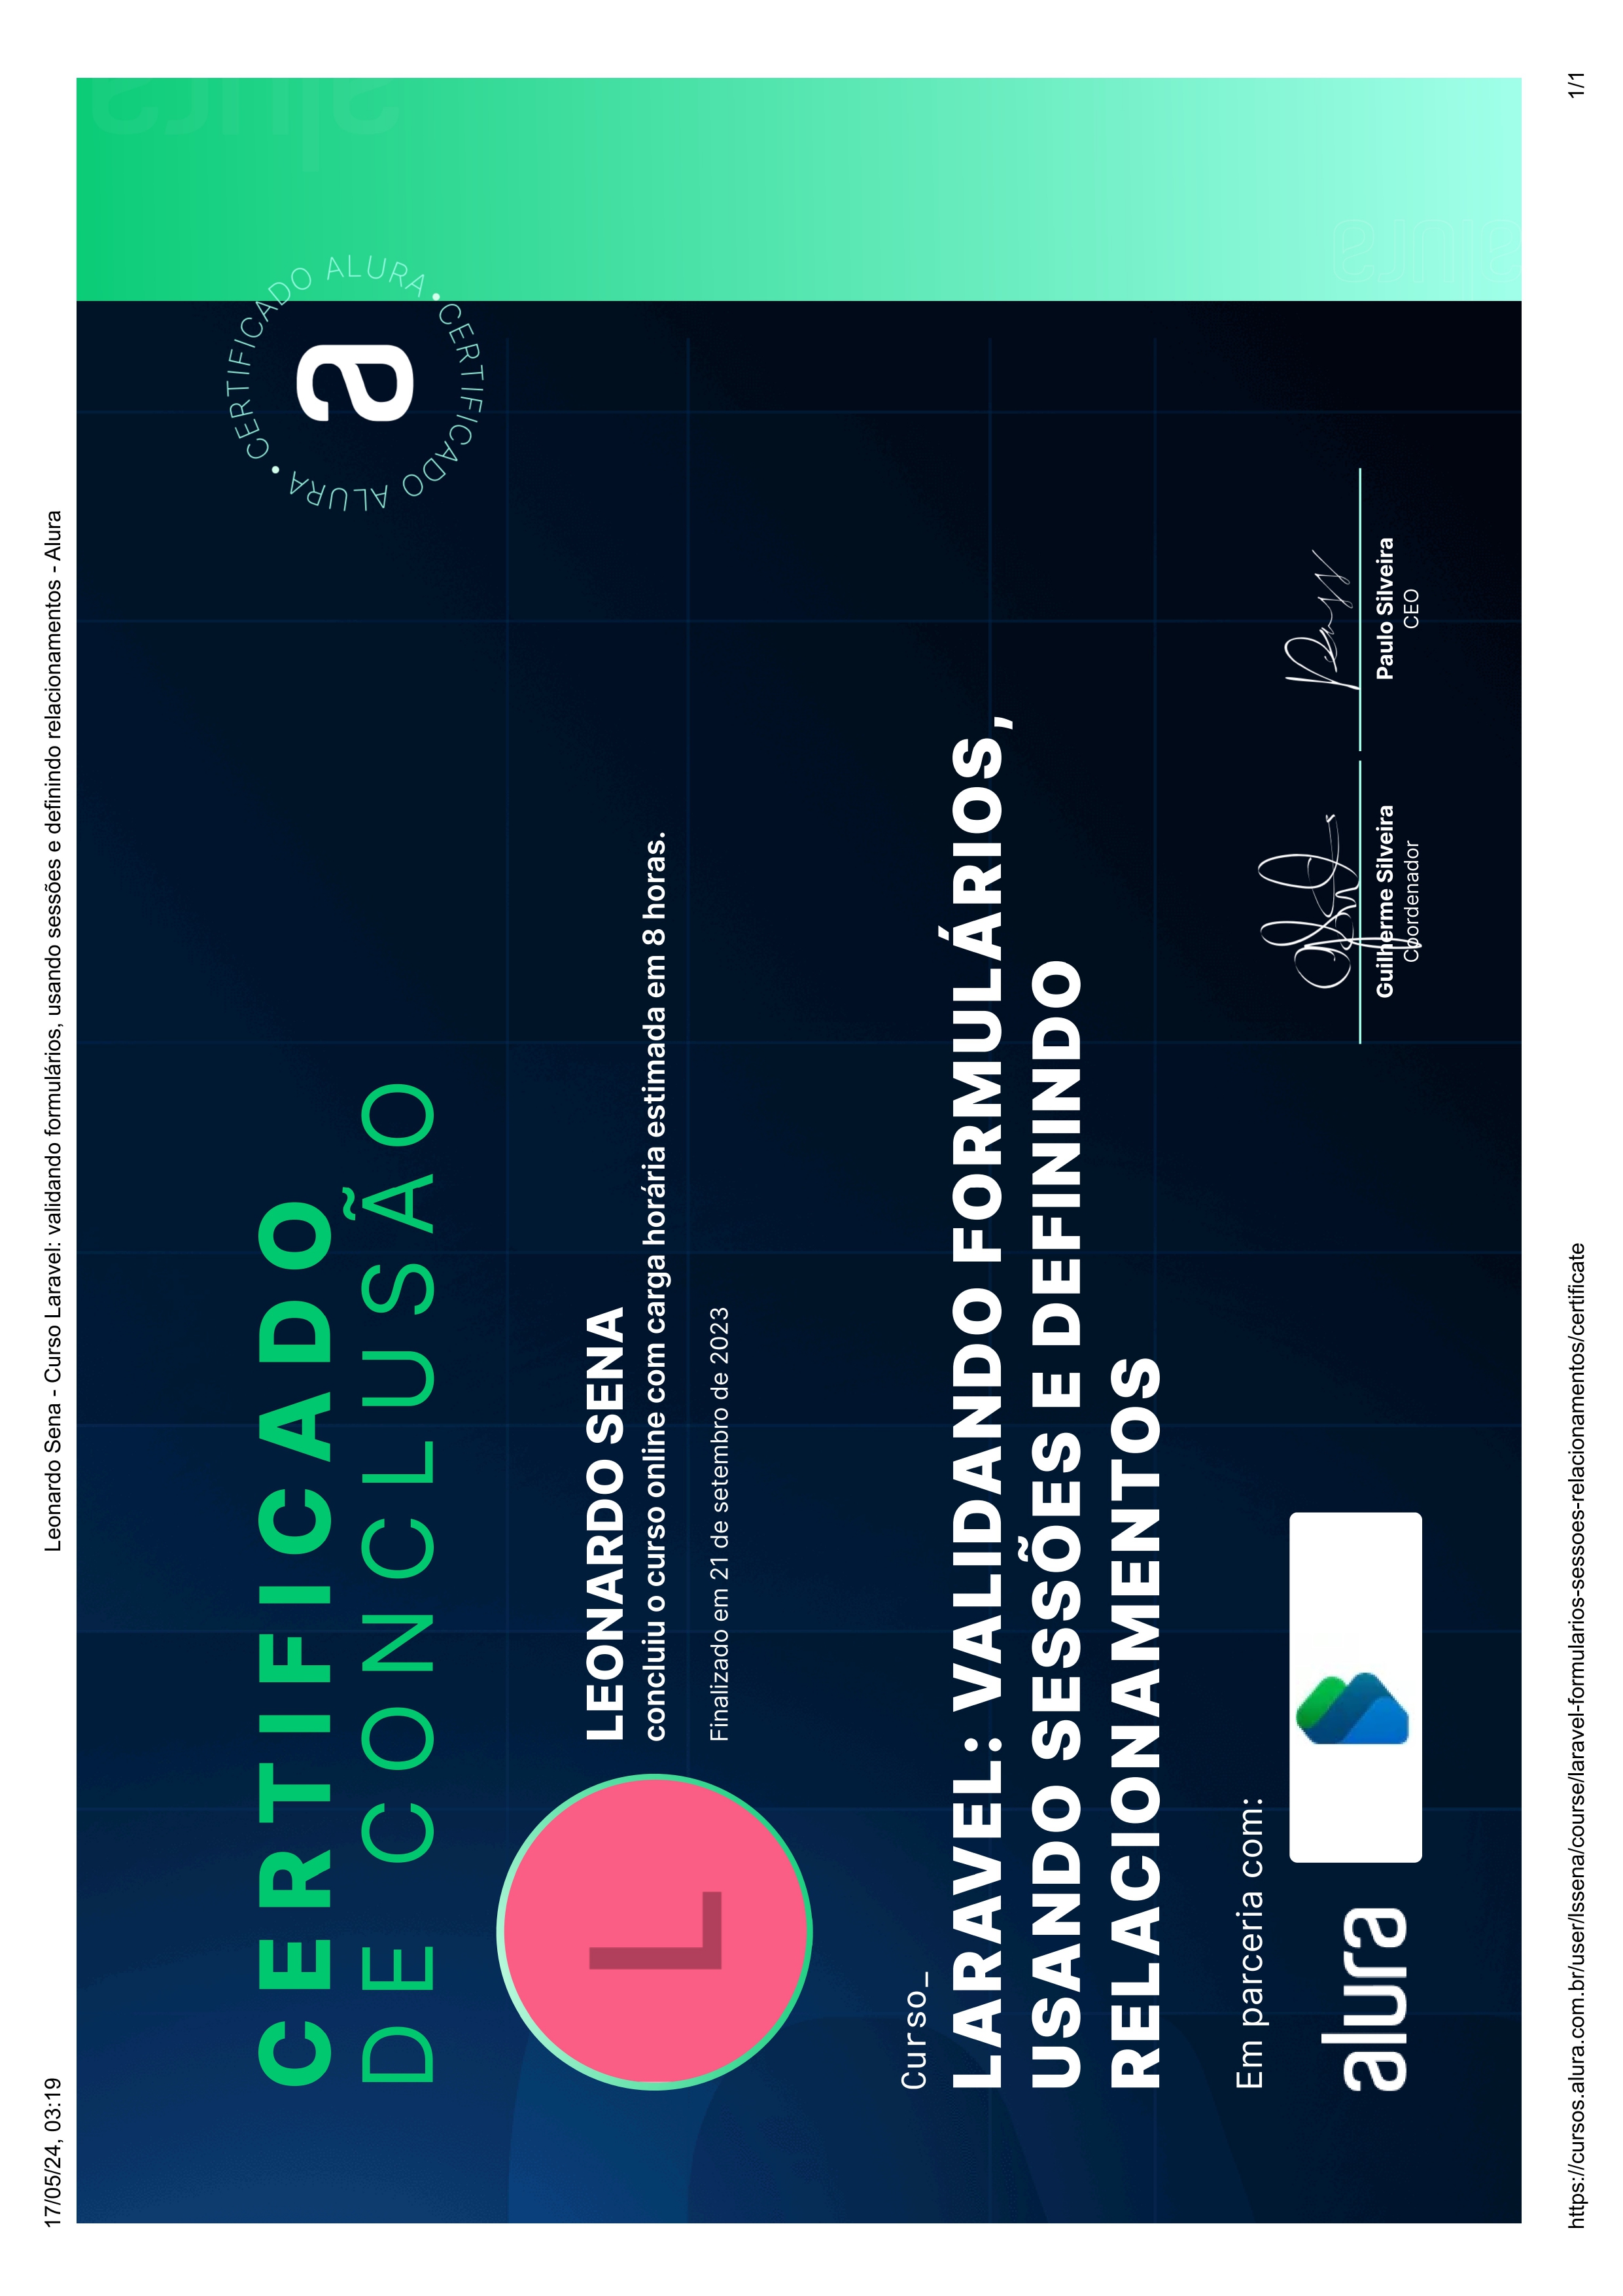 17/05/24, 03:19
Leonardo Sena - Curso Laravel: validando formulários, usando sessões e definindo relacionamentos - Alura
CERTIFICADO
DE CONCLUSÃO
CERTIFICADO ALURA • CERTIFICADO ALURA •
a
alura
L
LEONARDO SENA
concluiu o curso online com carga horária estimada em 8 horas.
Finalizado em 21 de setembro de 2023
Curso_
LARAVEL: VALIDANDO FORMULÁRIOS,
USANDO SESSÕES E DEFININDO
RELACIONAMENTOS
Em parceria com:
alura
Guilherme Silveira
Coordenador
Paulo Silveira
CEO
alura
https://cursos.alura.com.br/user/lssena/course/laravel-formularios-sessoes-relacionamentos/certificate
1/1